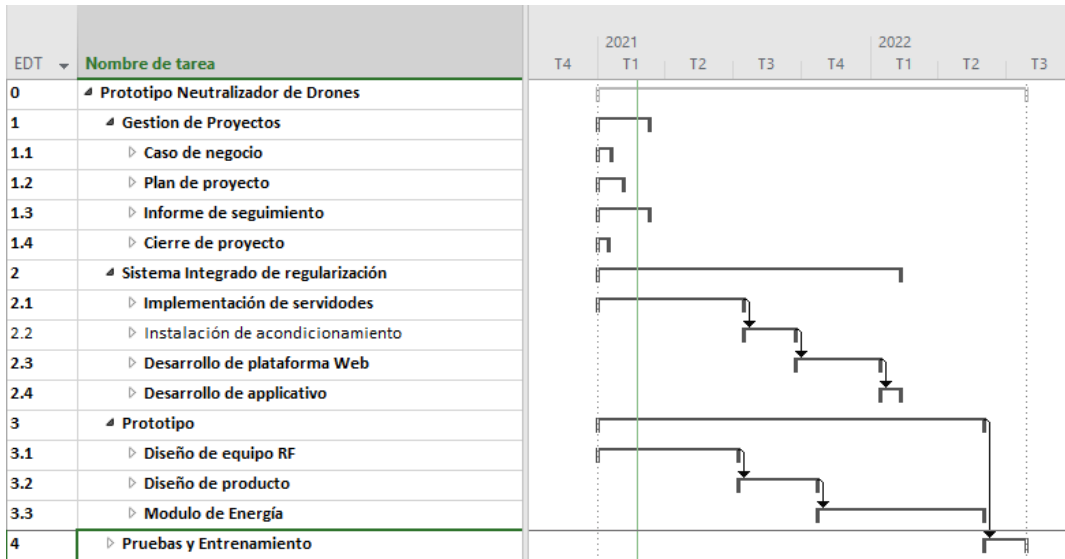 2021 2022
EDT Nombre de tarea T4 T1 T2 T3 T4 T1 T2 T3
0 Prototipo Neutralizador de Drones
1 Gestion de Proyectos
1.1 Caso de negocio
1.2 Plan de proyecto
1.3 Informe de seguimiento
1.4 Cierre de proyecto
2 Sistema Integrado de regularización
2.1 Implementación de servidodes
2.2 Instalación de acondicionamiento
2.3 Desarrollo de plataforma Web
2.4 Desarrollo de applicativo
3 Prototipo
3.1 Diseño de equipo RF
3.2 Diseño de producto
3.3 Modulo de Energía
4 Pruebas y Entrenamiento